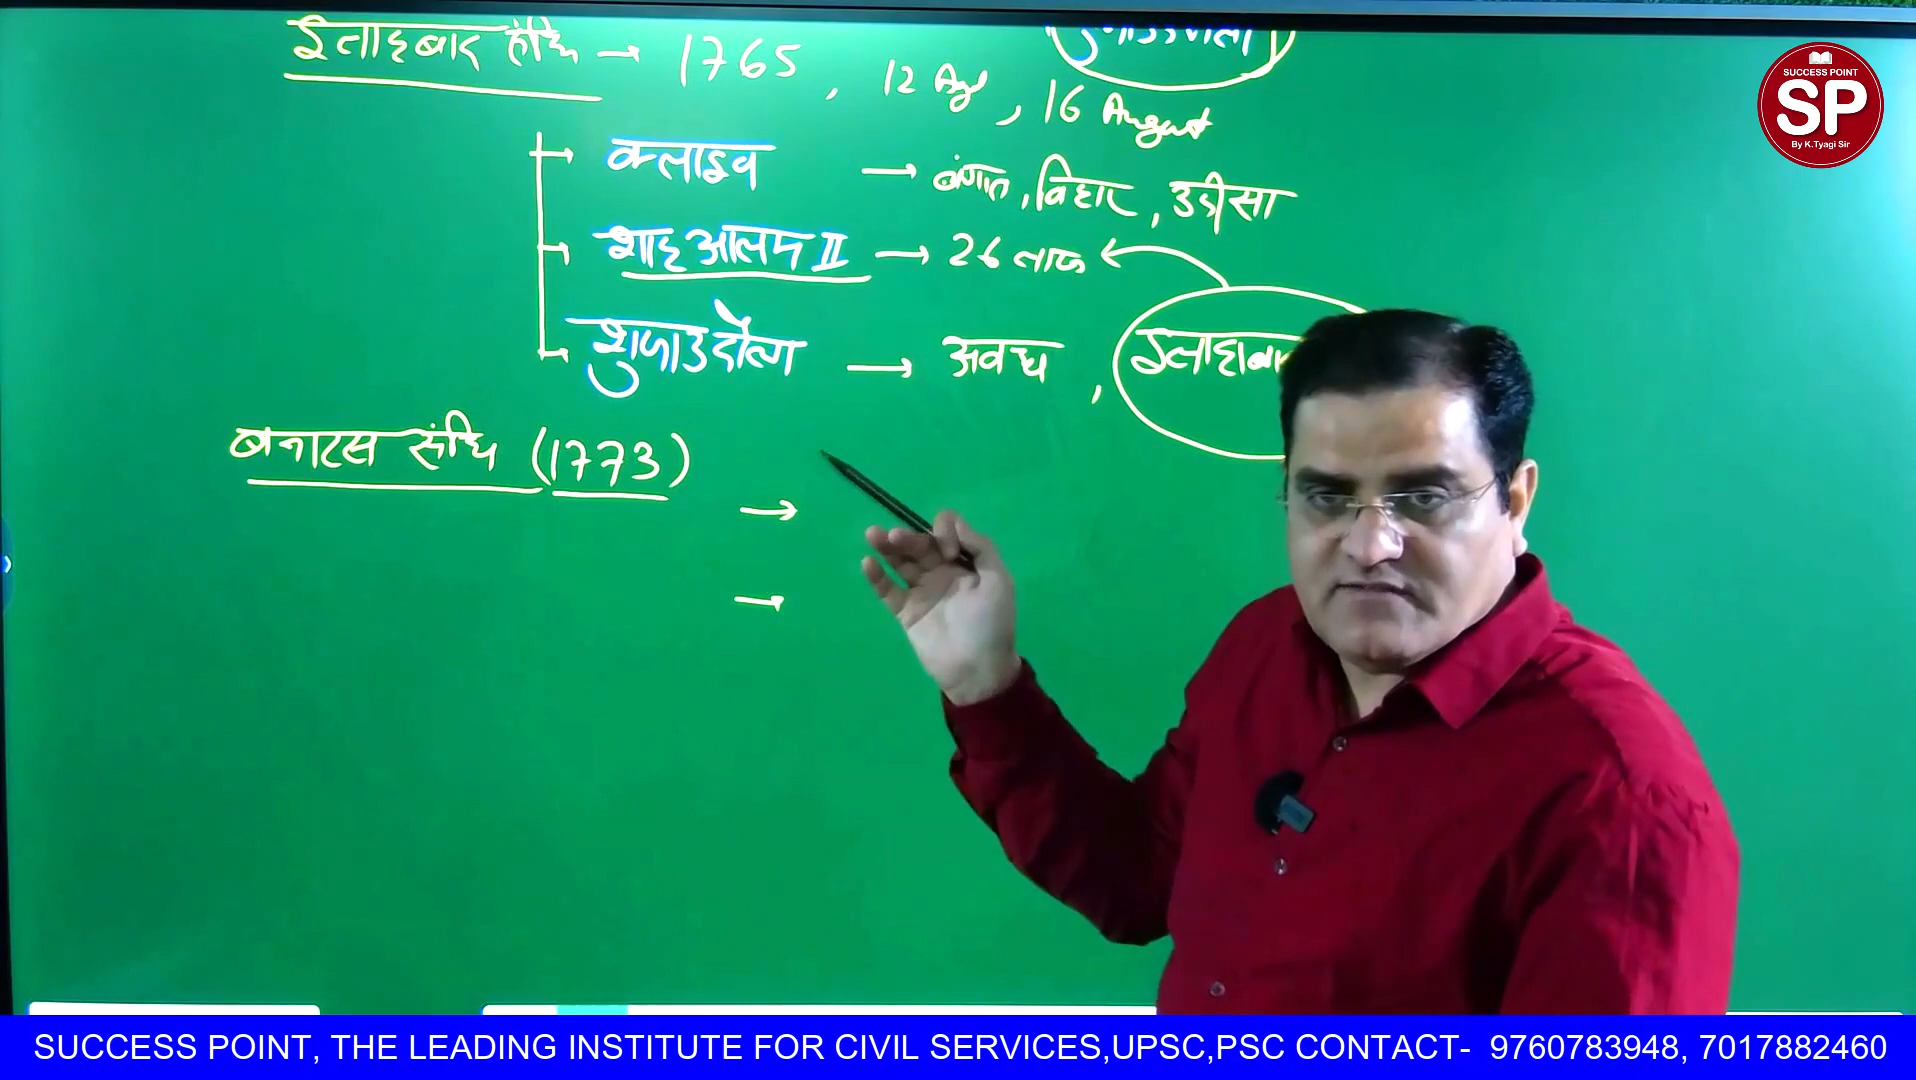 इलाहबाद संधि → 1765, 12 Aug, 16 August
क्लाइव → बंगाल, विहार, उडीसा
शाह आलम II → 26 लाख
शुजाउदौला → अवध, इलाहाबा
बनारस संधि (1773)
→
→
SUCCESS POINT
SP
By K.Tyagi Sir
SUCCESS POINT, THE LEADING INSTITUTE FOR CIVIL SERVICES,UPSC,PSC CONTACT- 9760783948, 7017882460